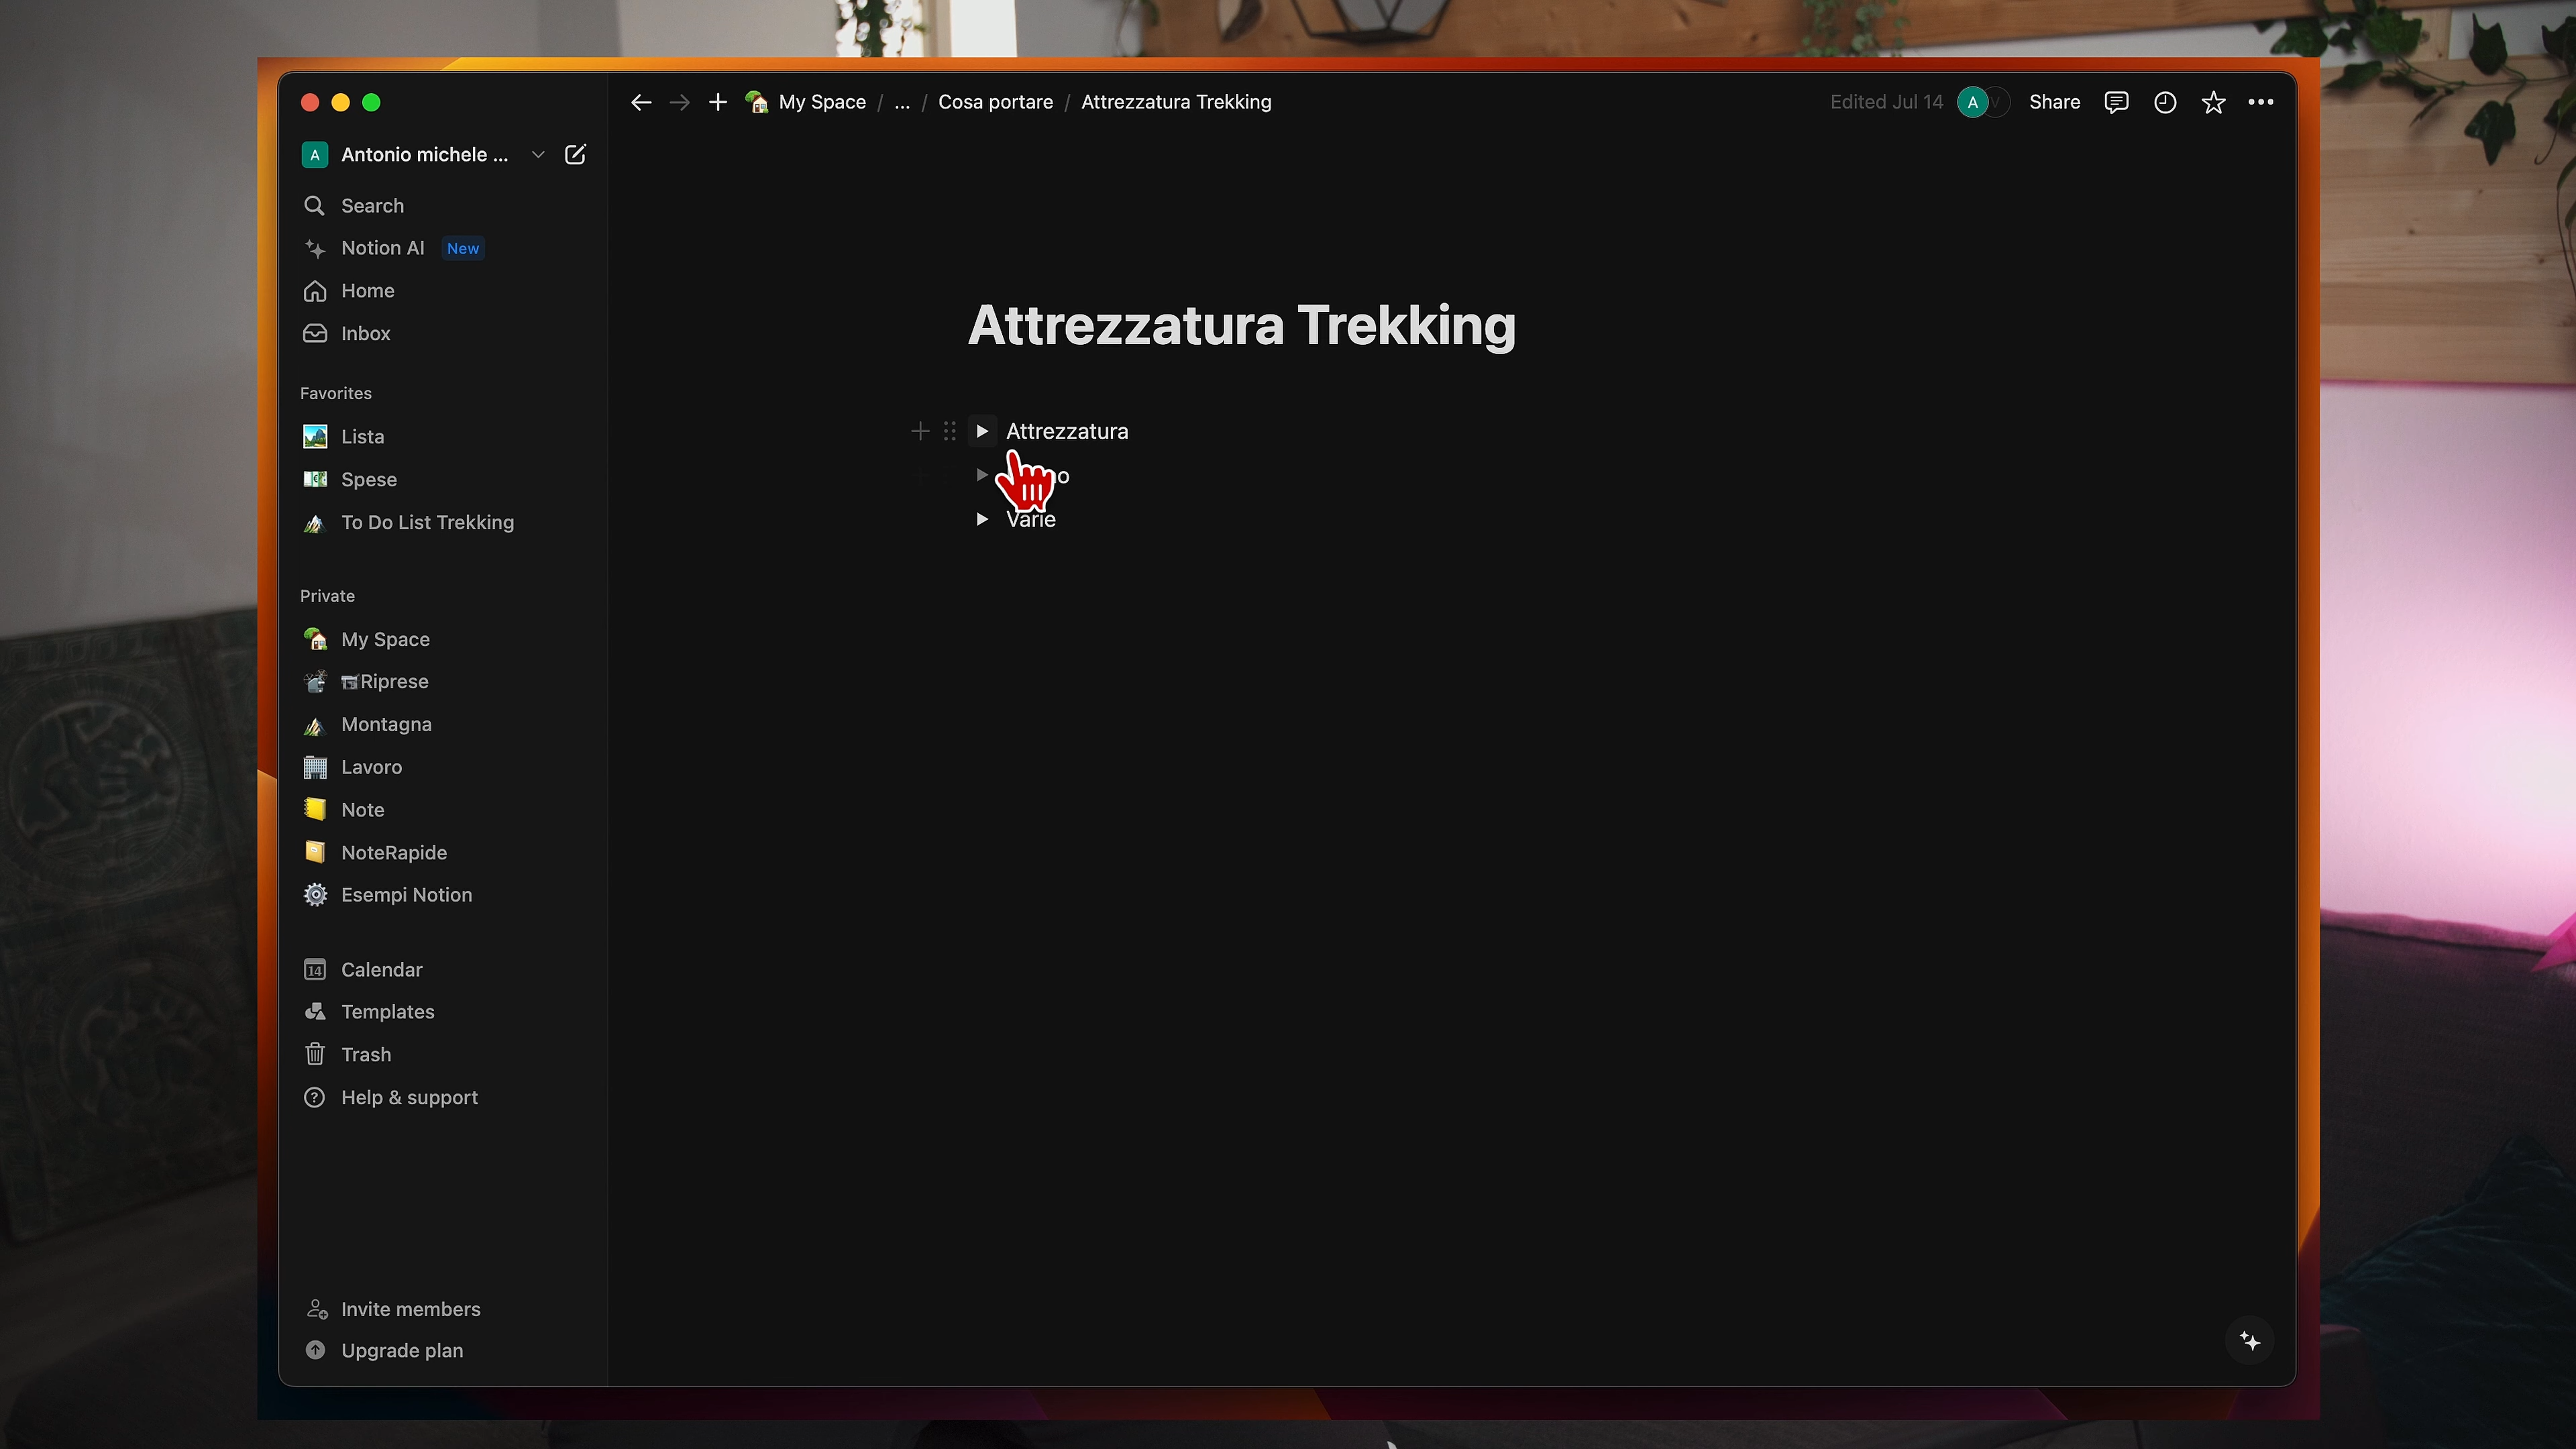 My Space / ... / Cosa portare / Attrezzatura Trekking
Edited Jul 14
A
Share
A
Antonio michele ...
Search
Notion AI New
Home
Inbox
Favorites
Lista
Spese
To Do List Trekking
Private
My Space
Riprese
Montagna
Lavoro
Note
NoteRapide
Esempi Notion
14 Calendar
Templates
Trash
Help & support
Invite members
Upgrade plan
Attrezzatura Trekking
Attrezzatura
Varie